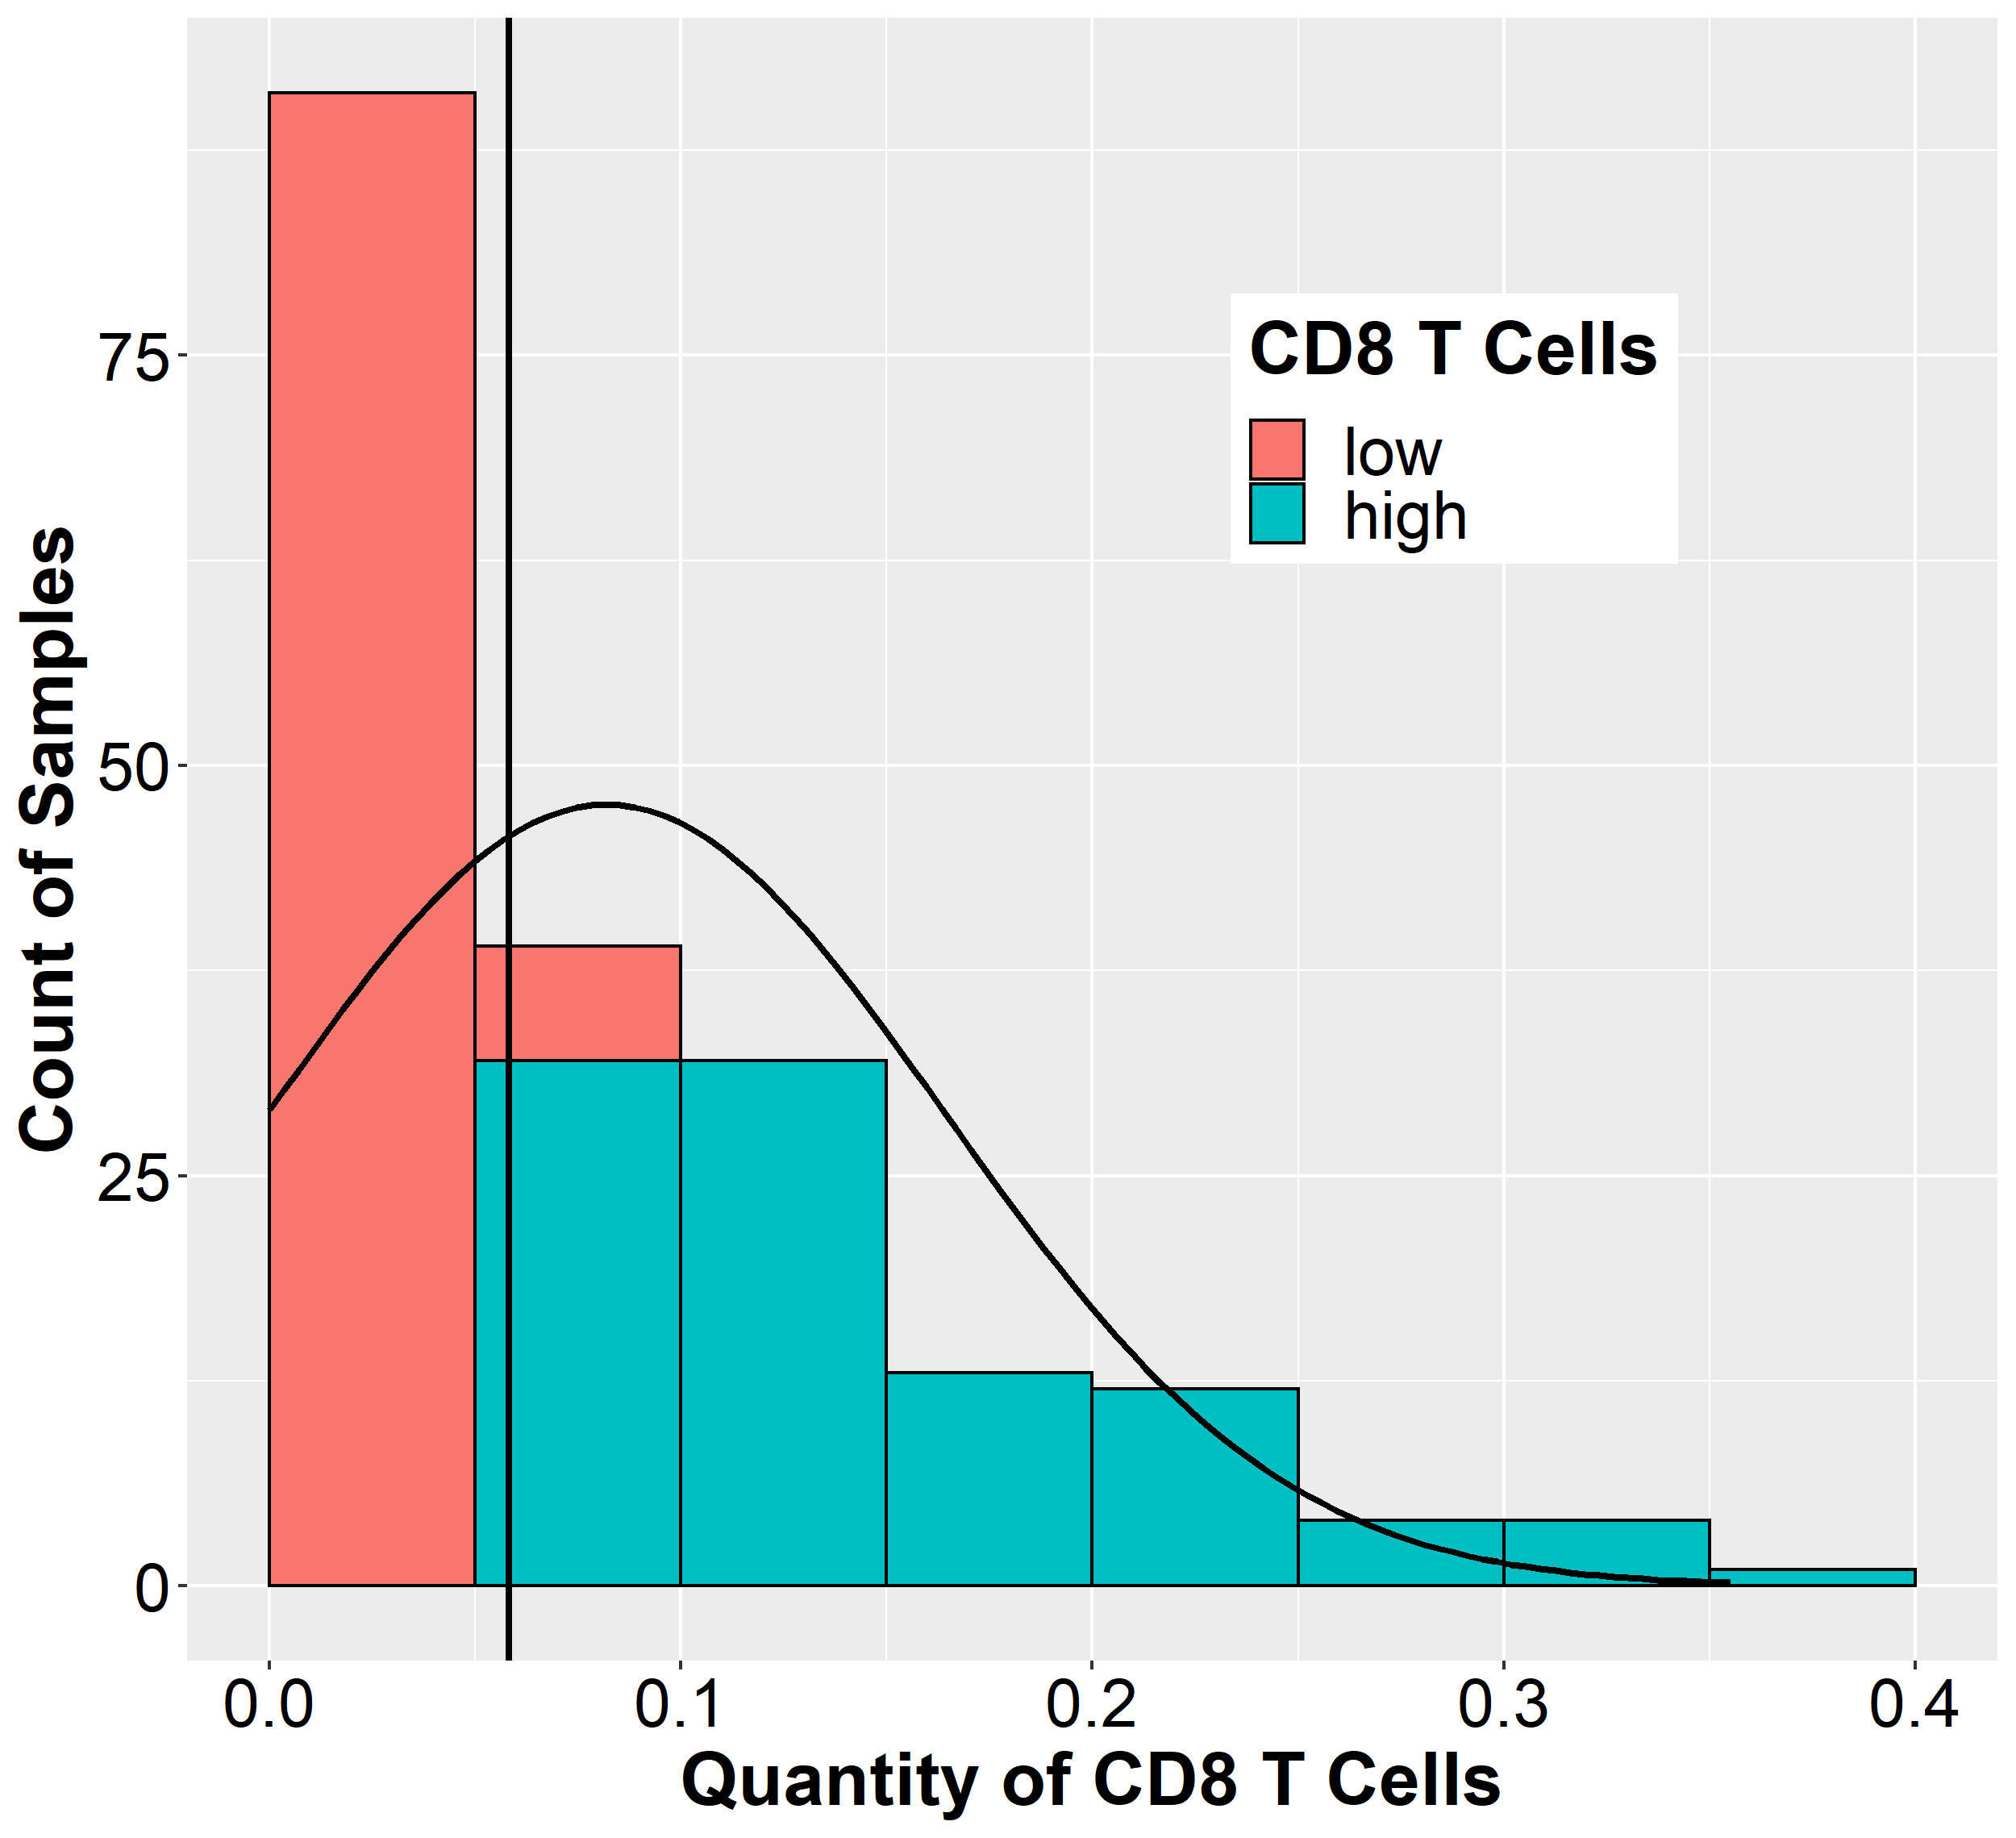 Count of Samples
75
50
25
0
CD8 T Cells
low
high
0.0 0.1 0.2 0.3 0.4
Quantity of CD8 T Cells